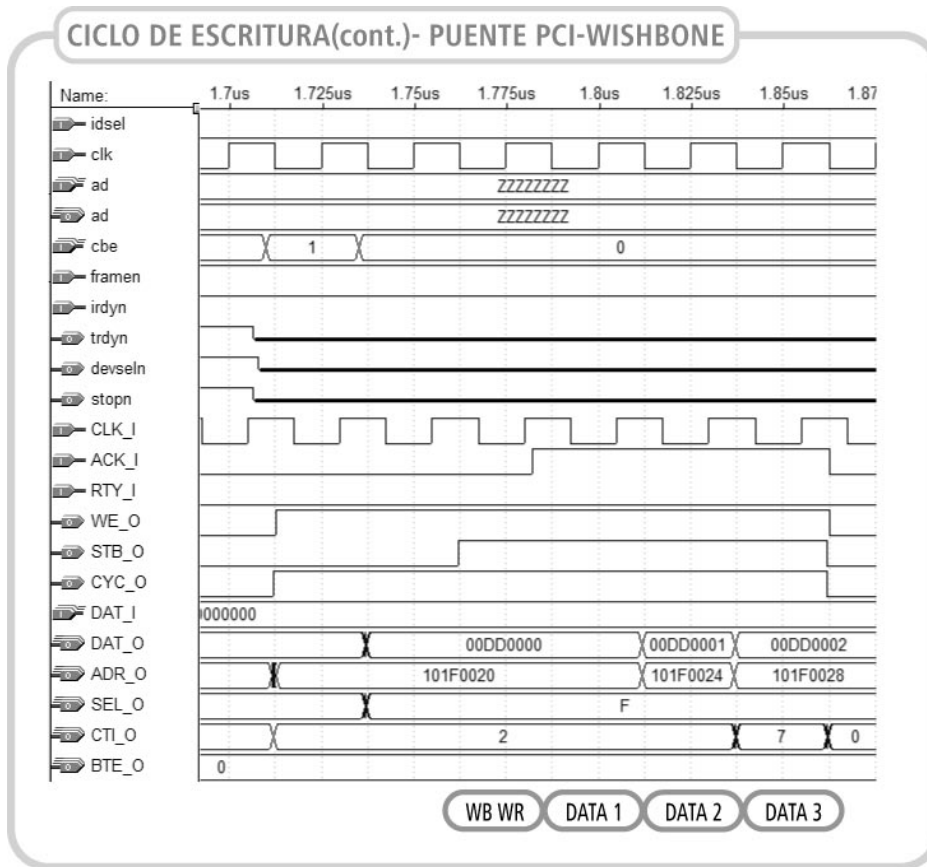 CICLO DE ESCRITURA(cont.)- PUENTE PCI-WISHBONE
Name: 1.7us 1.725us 1.75us 1.775us 1.8us 1.825us 1.85us 1.87
idsel
clk
ad ZZZZZZZZ
ad ZZZZZZZZ
cbe 1 0
framen
irdyn
trdyn
devseln
stopn
CLK_I
ACK_I
RTY_I
WE_O
STB_O
CYC_O
DAT_I 0000000
DAT_O 00DD0000 00DD0001 00DD0002
ADR_O 101F0020 101F0024 101F0028
SEL_O F
CTI_O 2 7 0
BTE_O 0
WB WR DATA 1 DATA 2 DATA 3